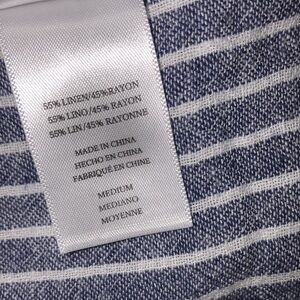 55% LINEN/45%RAYON
55% LINO/45% RAYON
55% LIN/45% RAYONNE
MADE IN CHINA
HECHO EN CHINA
FABRIQUÉ EN CHINE
MEDIUM
MEDIANO
MOYENNE